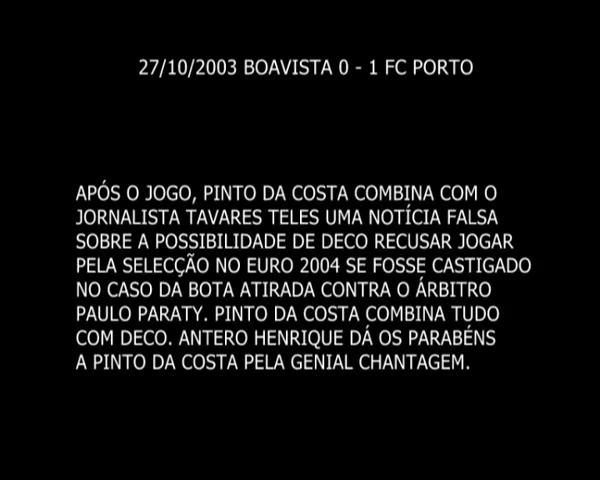 27/10/2003 BOAVISTA 0 - 1 FC PORTO
APÓS O JOGO, PINTO DA COSTA COMBINA COM O
JORNALISTA TAVARES TELES UMA NOTÍCIA FALSA
SOBRE A POSSIBILIDADE DE DECO RECUSAR JOGAR
PELA SELECÇÃO NO EURO 2004 SE FOSSE CASTIGADO
NO CASO DA BOTA ATIRADA CONTRA O ÁRBITRO
PAULO PARATY. PINTO DA COSTA COMBINA TUDO
COM DECO. ANTERO HENRIQUE DÁ OS PARABÉNS
A PINTO DA COSTA PELA GENIAL CHANTAGEM.